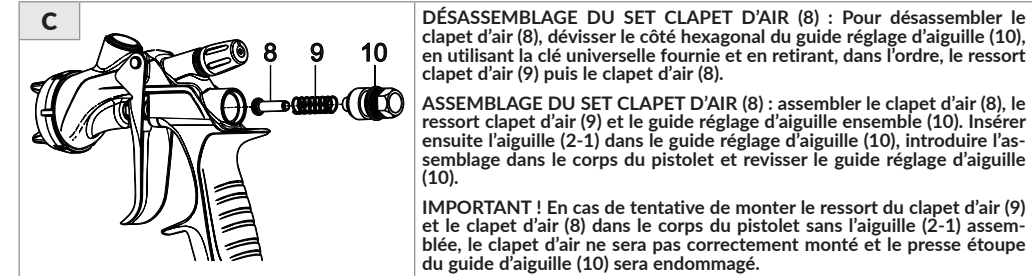 C
8 9 10
DÉSASSEMBLAGE DU SET CLAPET D'AIR (8) : Pour désassembler le
clapet d'air (8), dévisser le côté hexagonal du guide réglage d'aiguille (10),
en utilisant la clé universelle fournie et en retirant, dans l'ordre, le ressort
clapet d'air (9) puis le clapet d'air (8).
ASSEMBLAGE DU SET CLAPET D'AIR (8) : assembler le clapet d'air (8), le
ressort clapet d'air (9) et le guide réglage d'aiguille ensemble (10). Insérer
ensuite l'aiguille (2-1) dans le guide réglage d'aiguille (10), introduire l'as-
semblage dans le corps du pistolet et revisser le guide réglage d'aiguille
(10).
IMPORTANT ! En cas de tentative de monter le ressort du clapet d'air (9)
et le clapet d'air (8) dans le corps du pistolet sans l'aiguille (2-1) assem-
blée, le clapet d'air ne sera pas correctement monté et le presse étoupe
du guide d'aiguille (10) sera endommagé.